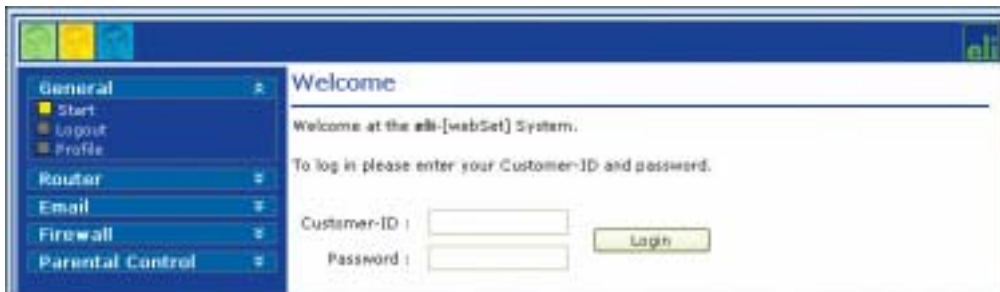 eli
General
Start
Logout
Profile
Router
Email
Firewall
Parental Control
Welcome
Welcome at the eli-[webSet] System.
To log in please enter your Customer-ID and password.
Customer-ID :
Password :
Login